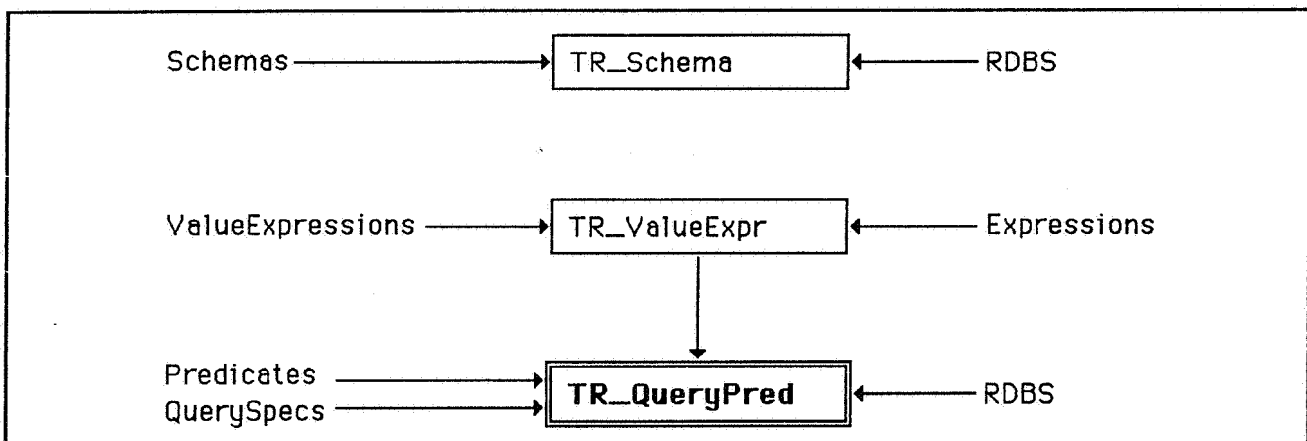 Schemas TR_Schema RDBS
ValueExpressions TR_ValueExpr Expressions
Predicates
TR_QueryPred RDBS
QuerySpecs